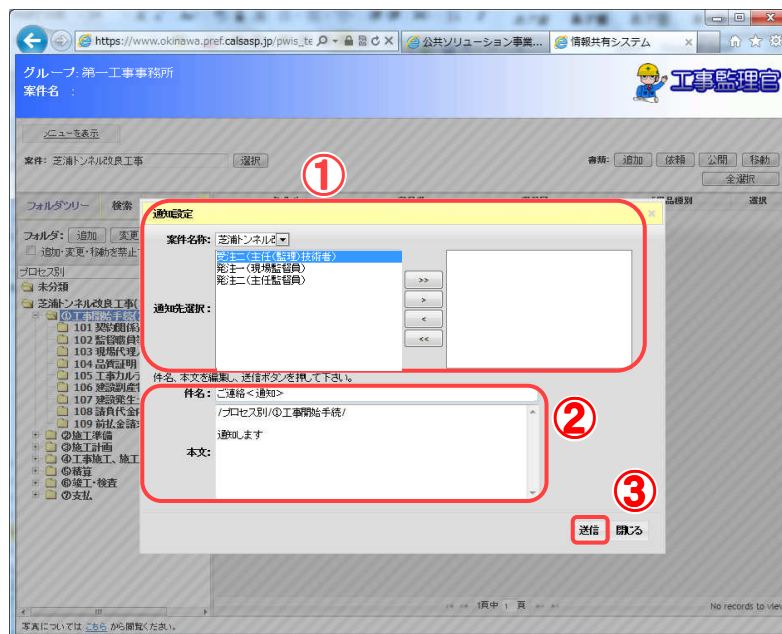 https://www.okinawa.pref.calsasp.jp/pwis_te
公共ソリューション事業...
情報共有システム
グループ: 第一工事事務所
案件名 :
工事監理官
メニューを表示
案件: 芝浦トンネル改良工事 選択
書類: 追加 依頼 公開 移動
全選択
①
フォルダツリー 検索
選択
通知設定
フォルダ: 追加 変更
追加・変更・移動を禁止
案件名称: 芝浦トンネル
通知先選択:
受注二(主任(監理)技術者)
発注一(現場監督員)
発注二(主任監督員)
>>
>
<
<<
プロセス別
未分類
芝浦トンネル改良工事(
①工事開始手続(
101 契約関係
102 監督職員
103 現場代理
104 品質証明
105 工事カル
106 建設副産
107 建設発生
108 請負代金
109 前払金請
②施工準備
③施工計画
④工事施工、施工
⑤積算
⑥竣工・検査
⑦支払
件名、本文を編集し、送信ボタンを押して下さい。
件名: ご連絡<通知>
本文:
/プロセス別/①工事開始手続/
通知します
②
③
送信 閉じる
1頁中 1 頁
No records to view
写真については こちら から閲覧ください。